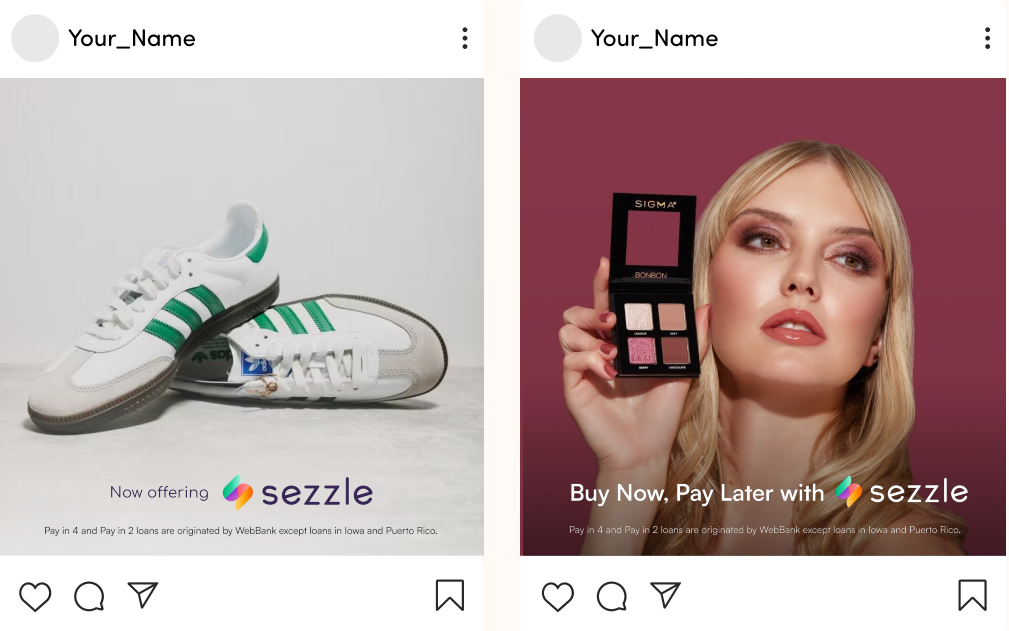 Your_Name
Now offering sezzle
Pay in 4 and Pay in 2 loans are originated by WebBank except loans in Iowa and Puerto Rico.
Your_Name
SIGMA
BONBON
BERRY
CHOCOLATE
Buy Now, Pay Later with sezzle
Pay in 4 and Pay in 2 loans are originated by WebBank except loans in Iowa and Puerto Rico.